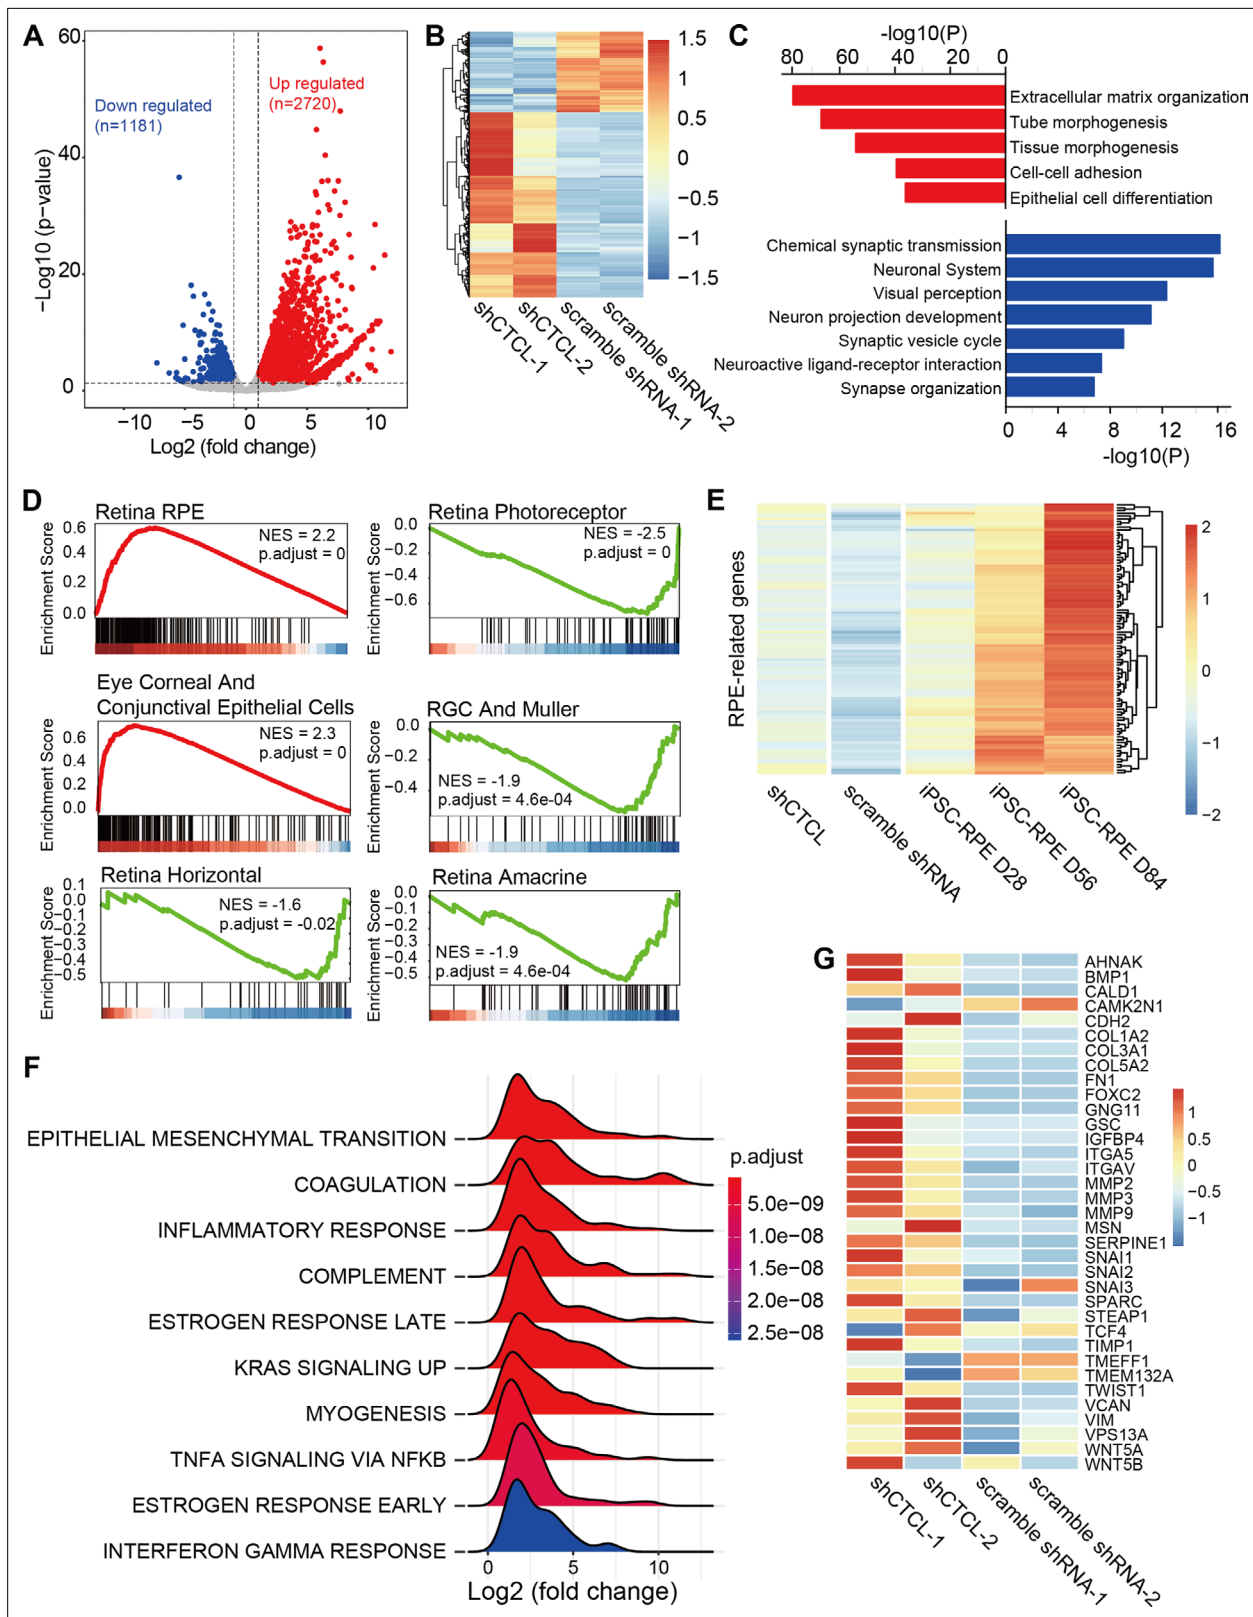 A
60
40
20
0
−Log10 (p-value)
Down regulated
(n=1181)
Up regulated
(n=2720)
−10
−5
0
5
10
Log2 (fold change)
B
1.5
1
0.5
0
−0.5
−1
−1.5
shCTCL-1
shCTCL-2
scramble shRNA-1
scramble shRNA-2
C
-log10(P)
80
60
40
20
0
Extracellular matrix organization
Tube morphogenesis
Tissue morphogenesis
Cell-cell adhesion
Epithelial cell differentiation
Chemical synaptic transmission
Neuronal System
Visual perception
Neuron projection development
Synaptic vesicle cycle
Neuroactive ligand-receptor interaction
Synapse organization
0
4
8
12
16
-log10(P)
D
Retina RPE
Enrichment Score
0.6
0.4
0.2
0.0
NES = 2.2
p.adjust = 0
Retina Photoreceptor
Enrichment Score
0.0
−0.2
−0.4
−0.6
NES = -2.5
p.adjust = 0
Eye Corneal And
Conjunctival Epithelial Cells
Enrichment Score
0.6
0.4
0.2
0.0
NES = 2.3
p.adjust = 0
RGC And Muller
Enrichment Score
0.0
−0.2
−0.4
NES = -1.9
p.adjust = 4.6e-04
Retina Horizontal
Enrichment Score
0.1
0.0
−0.1
−0.2
−0.3
−0.4
−0.5
NES = -1.6
p.adjust = -0.02
Retina Amacrine
Enrichment Score
0.0
−0.1
−0.2
−0.3
−0.4
−0.5
NES = -1.9
p.adjust = 4.6e-04
E
RPE-related genes
2
1
0
−1
−2
shCTCL
scramble shRNA
iPSC-RPE D28
iPSC-RPE D56
iPSC-RPE D84
F
EPITHELIAL MESENCHYMAL TRANSITION
COAGULATION
INFLAMMATORY RESPONSE
COMPLEMENT
ESTROGEN RESPONSE LATE
KRAS SIGNALING UP
MYOGENESIS
TNFA SIGNALING VIA NFKB
ESTROGEN RESPONSE EARLY
INTERFERON GAMMA RESPONSE
0
5
10
Log2 (fold change)
p.adjust
5.0e−09
1.0e−08
1.5e−08
2.0e−08
2.5e−08
G
AHNAK
BMP1
CALD1
CAMK2N1
CDH2
COL1A2
COL3A1
COL5A2
FN1
FOXC2
GNG11
GSC
IGFBP4
ITGA5
ITGAV
MMP2
MMP3
MMP9
MSN
SERPINE1
SNAI1
SNAI2
SNAI3
SPARC
STEAP1
TCF4
TIMP1
TMEFF1
TMEM132A
TWIST1
VCAN
VIM
VPS13A
WNT5A
WNT5B
1
0.5
0
−0.5
−1
shCTCL-1
shCTCL-2
scramble shRNA-1
scramble shRNA-2